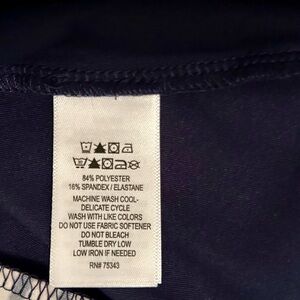 84% POLYESTER
16% SPANDEX / ELASTANE
MACHINE WASH COOL-
DELICATE CYCLE
WASH WITH LIKE COLORS
DO NOT USE FABRIC SOFTENER
DO NOT BLEACH
TUMBLE DRY LOW
LOW IRON IF NEEDED
RN# 75343